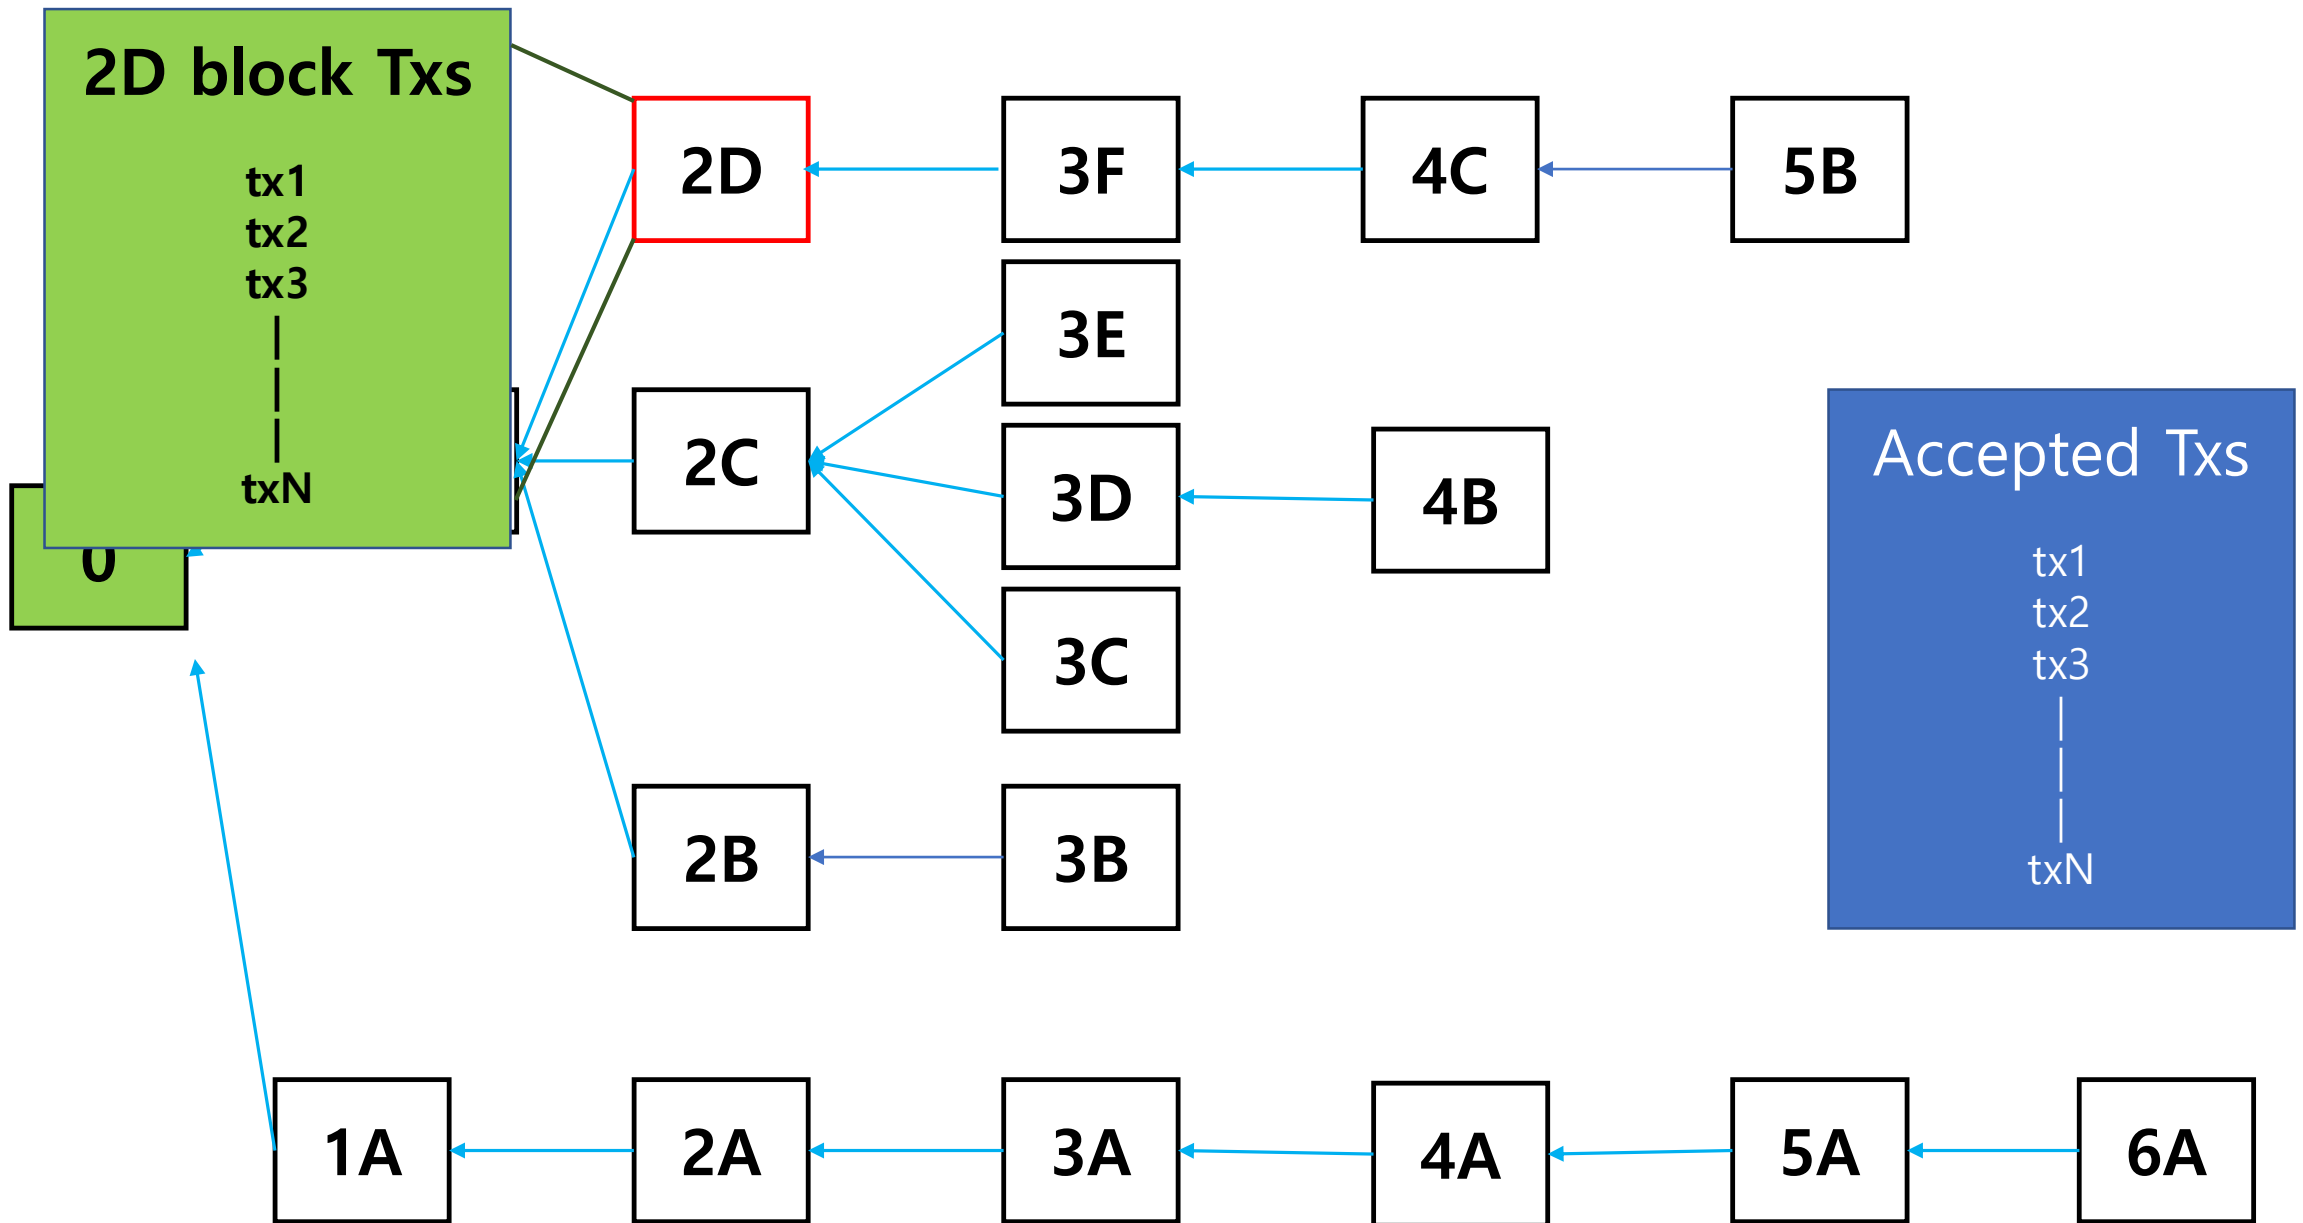 2D block Txs
tx1
tx2
tx3
|
|
|
txN
0
2D
3F
4C
5B
3E
2C
3D
4B
3C
2B
3B
Accepted Txs
tx1
tx2
tx3
|
|
|
txN
1A
2A
3A
4A
5A
6A